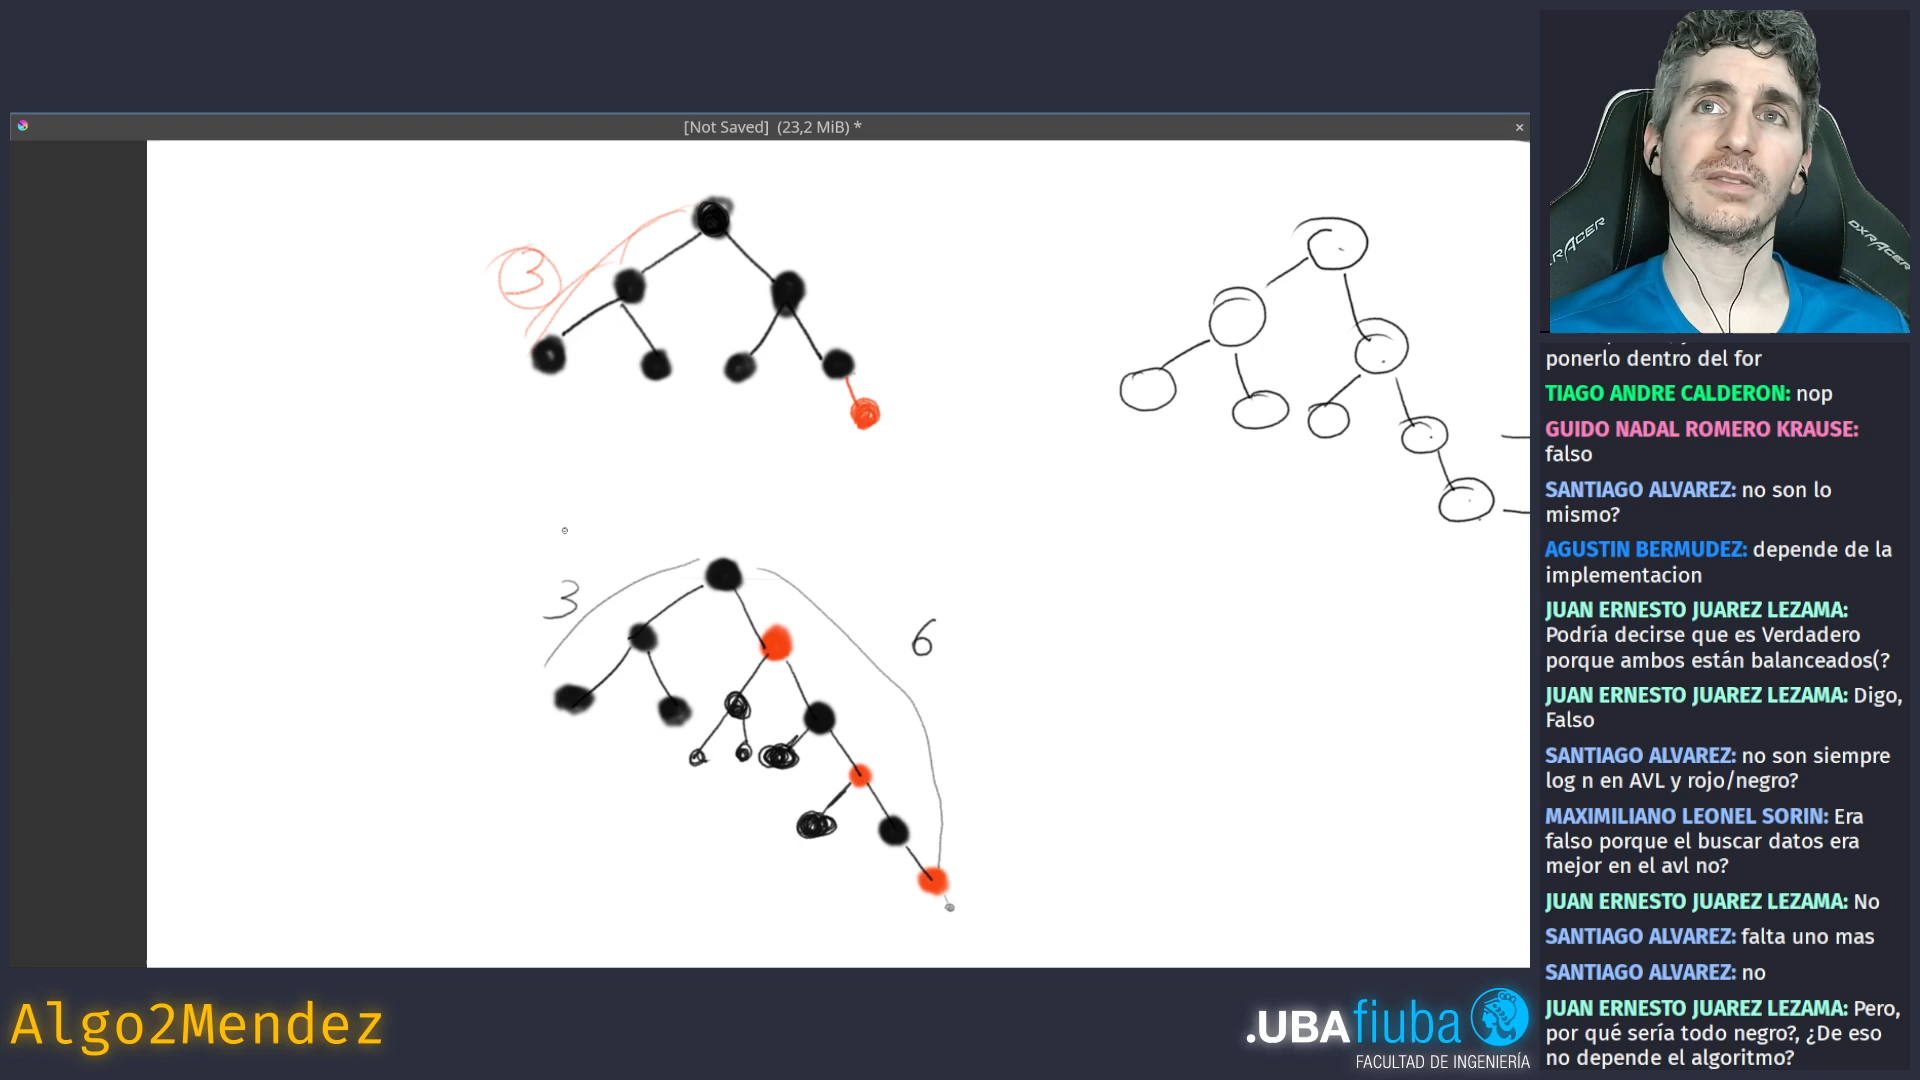 [Not Saved] (23,2 MiB) *
×
3
3
6
DXRACER
ponerlo dentro del for
TIAGO ANDRE CALDERON: nop
GUIDO NADAL ROMERO KRAUSE:
falso
SANTIAGO ALVAREZ: no son lo
mismo?
AGUSTIN BERMUDEZ: depende de la
implementacion
JUAN ERNESTO JUAREZ LEZAMA:
Podría decirse que es Verdadero
porque ambos están balanceados(?
JUAN ERNESTO JUAREZ LEZAMA: Digo,
Falso
SANTIAGO ALVAREZ: no son siempre
log n en AVL y rojo/negro?
MAXIMILIANO LEONEL SORIN: Era
falso porque el buscar datos era
mejor en el avl no?
JUAN ERNESTO JUAREZ LEZAMA: No
SANTIAGO ALVAREZ: falta uno mas
SANTIAGO ALVAREZ: no
JUAN ERNESTO JUAREZ LEZAMA: Pero,
por qué sería todo negro?, ¿De eso
no depende el algoritmo?
Algo2Mendez
.UBAfiuba
FACULTAD DE INGENIERÍA